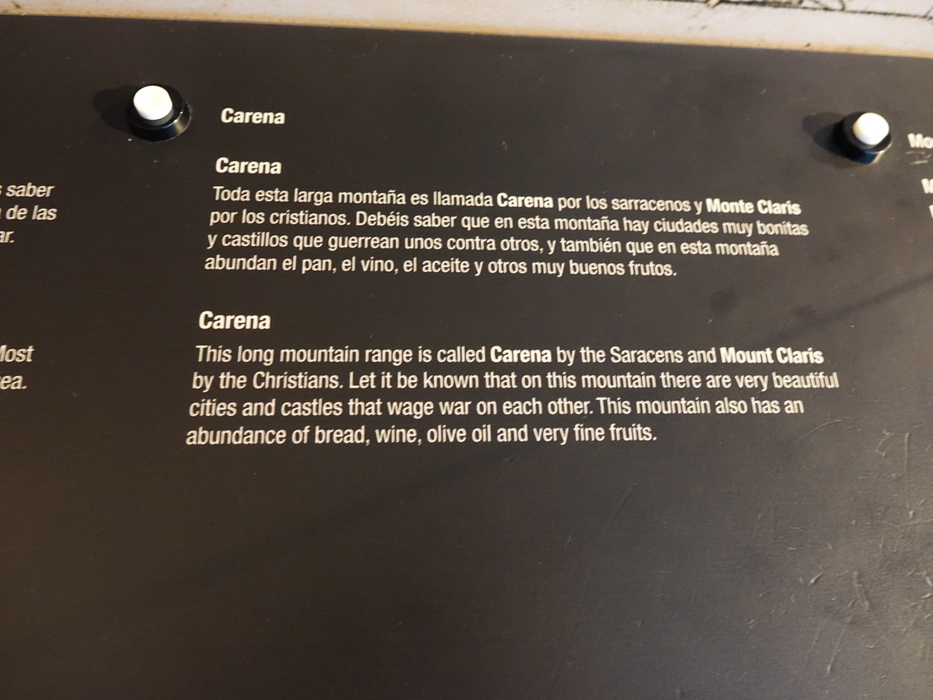 Carena
Carena
Toda esta larga montaña es llamada Carena por los sarracenos y Monte Claris
por los cristianos. Debéis saber que en esta montaña hay ciudades muy bonitas
y castillos que guerrean unos contra otros, y también que en esta montaña
abundan el pan, el vino, el aceite y otros muy buenos frutos.
Carena
This long mountain range is called Carena by the Saracens and Mount Claris
by the Christians. Let it be known that on this mountain there are very beautiful
cities and castles that wage war on each other. This mountain also has an
abundance of bread, wine, olive oil and very fine fruits.
saber
de las